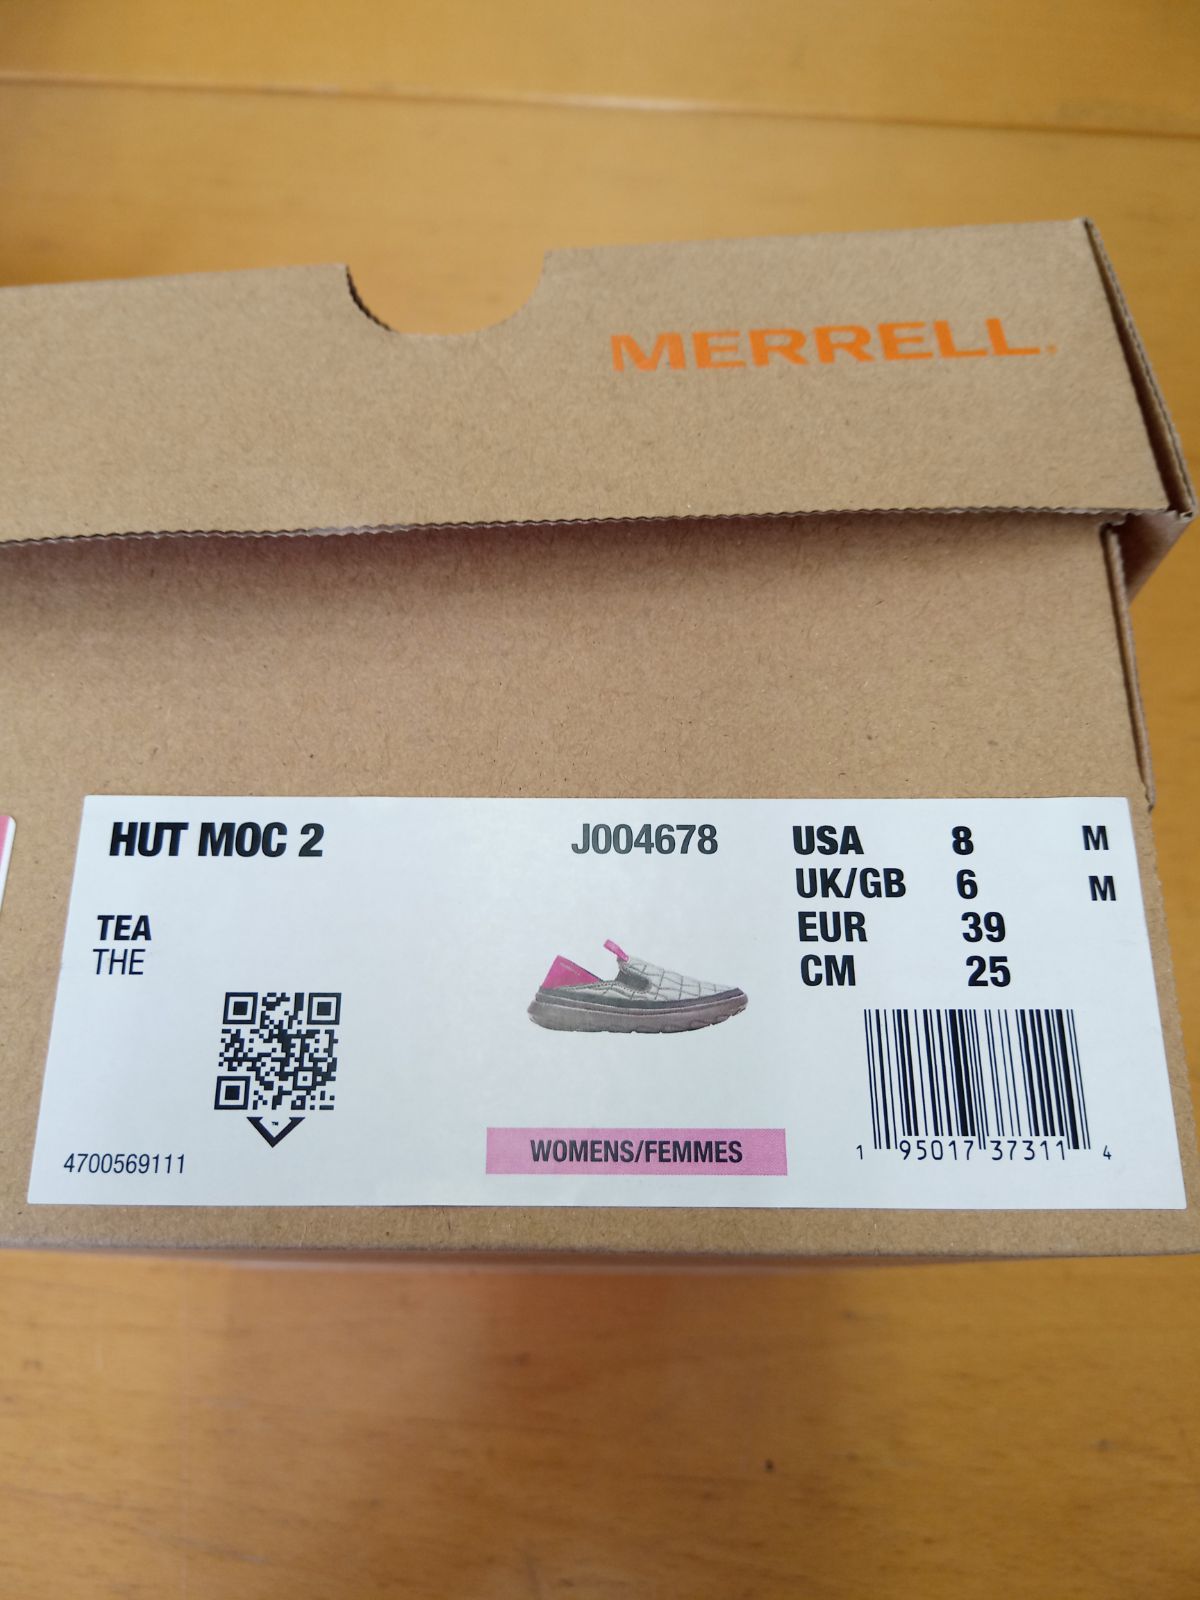 MERRELL
HUT MOC 2
J004678
USA 8 M
UK/GB 6 M
EUR 39
CM 25
TEA
THE
™
4700569111
WOMENS/FEMMES
1 95017 37311 4